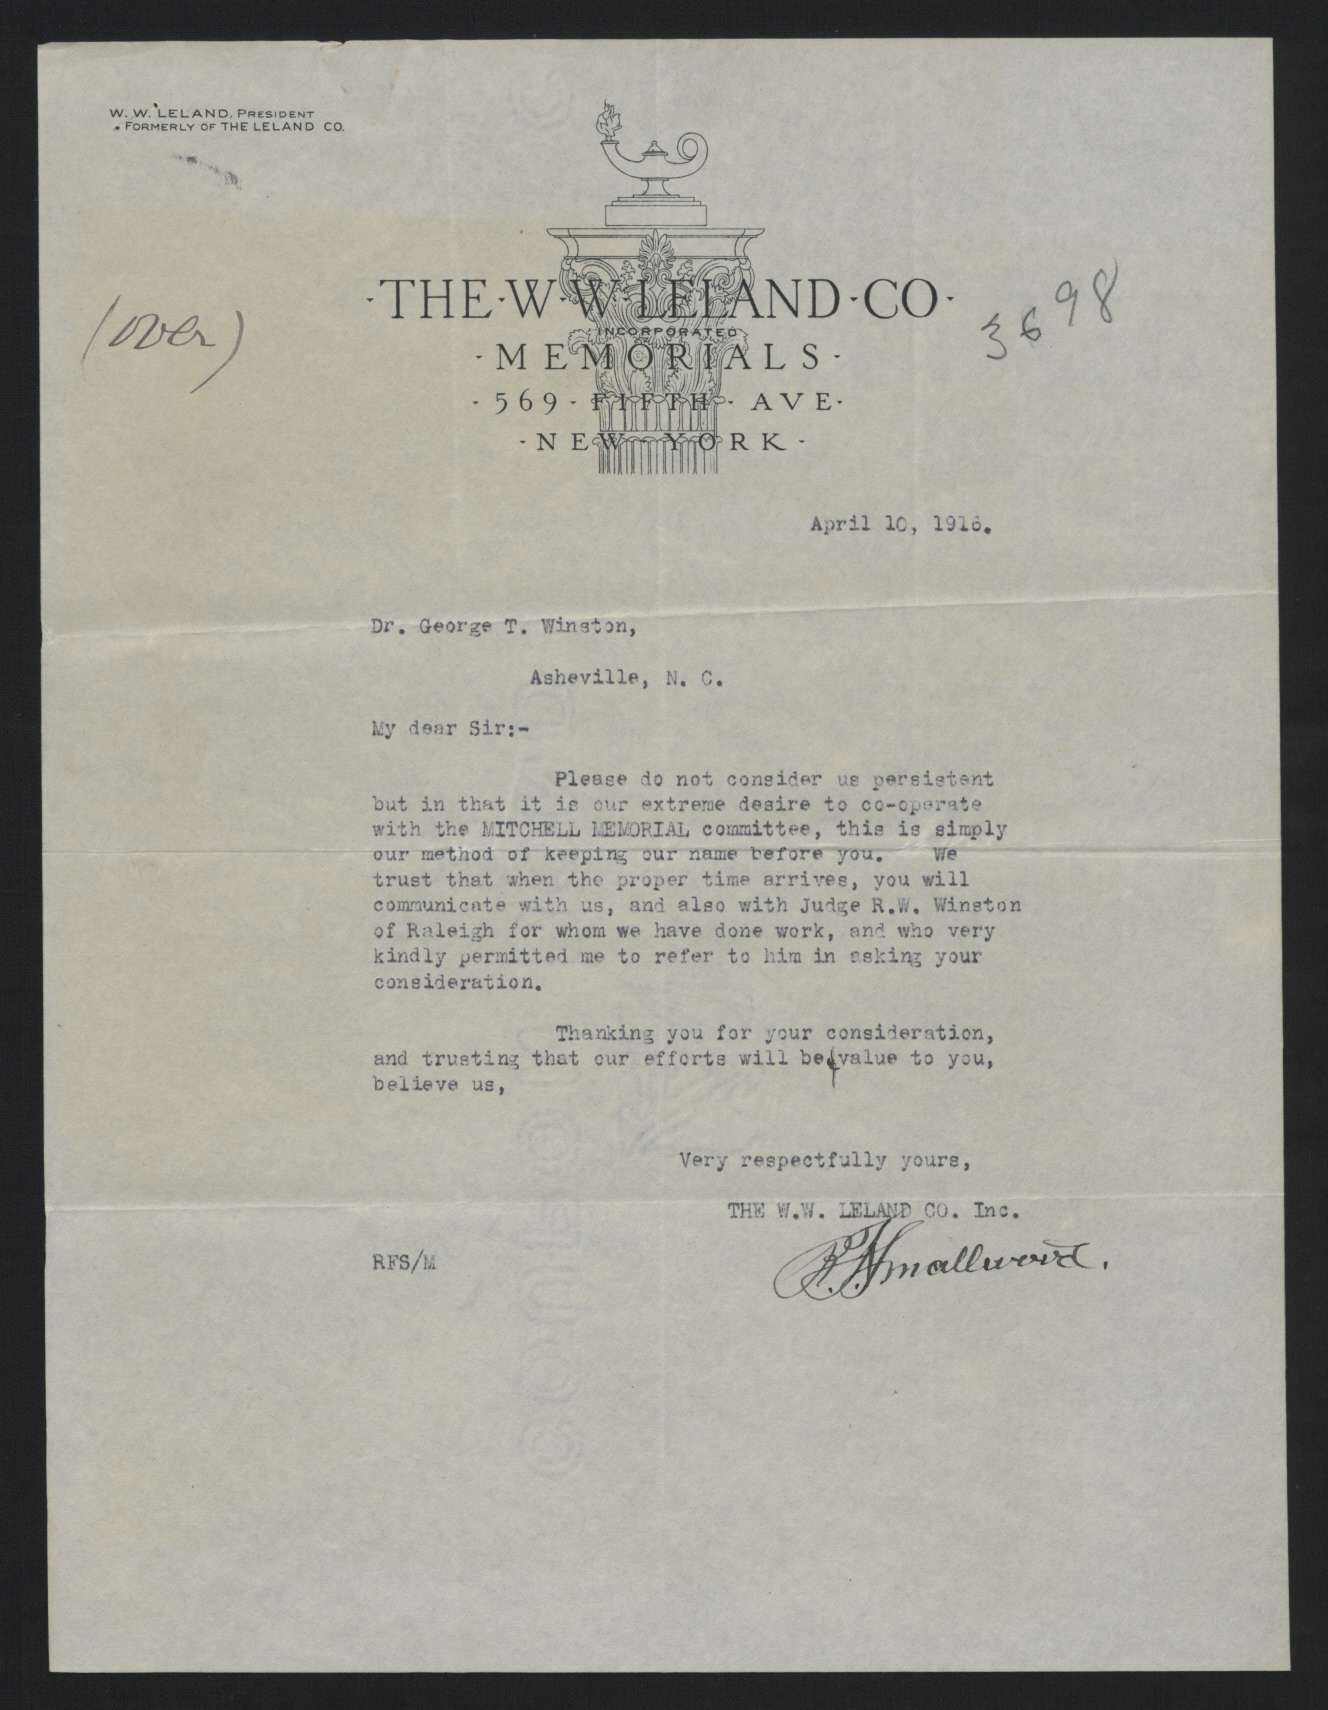 W. W. LELAND, PRESIDENT
FORMERLY OF THE LELAND CO.
·THE·W·W·LELAND·CO·
INCORPORATED
·MEMORIALS·
·569·FIFTH·AVE·
·NEW·YORK·
(over)
3698
April 10, 1916.
Dr. George T. Winston,
Asheville, N. C.
My dear Sir:-
Please do not consider us persistent
but in that it is our extreme desire to co-operate
with the MITCHELL MEMORIAL committee, this is simply
our method of keeping our name before you. We
trust that when the proper time arrives, you will
communicate with us, and also with Judge R.W. Winston
of Raleigh for whom we have done work, and who very
kindly permitted me to refer to him in asking your
consideration.
Thanking you for your consideration,
and trusting that our efforts will be value to you,
believe us,
Very respectfully yours,
THE W.W. LELAND CO. Inc.
RFS/M
R.F. Smallwood.